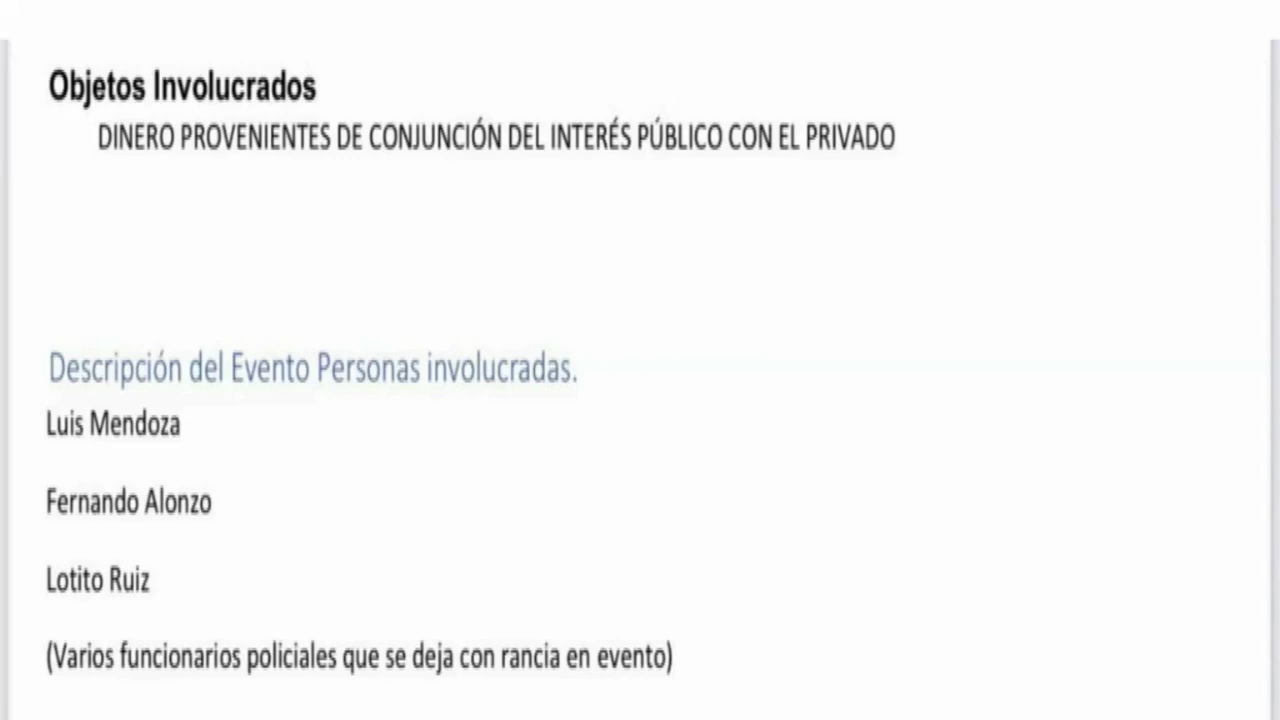 Objetos Involucrados
DINERO PROVENIENTES DE CONJUNCIÓN DEL INTERÉS PÚBLICO CON EL PRIVADO
Descripción del Evento Personas involucradas.
Luis Mendoza
Fernando Alonzo
Lotito Ruiz
(Varios funcionarios policiales que se deja con rancia en evento)